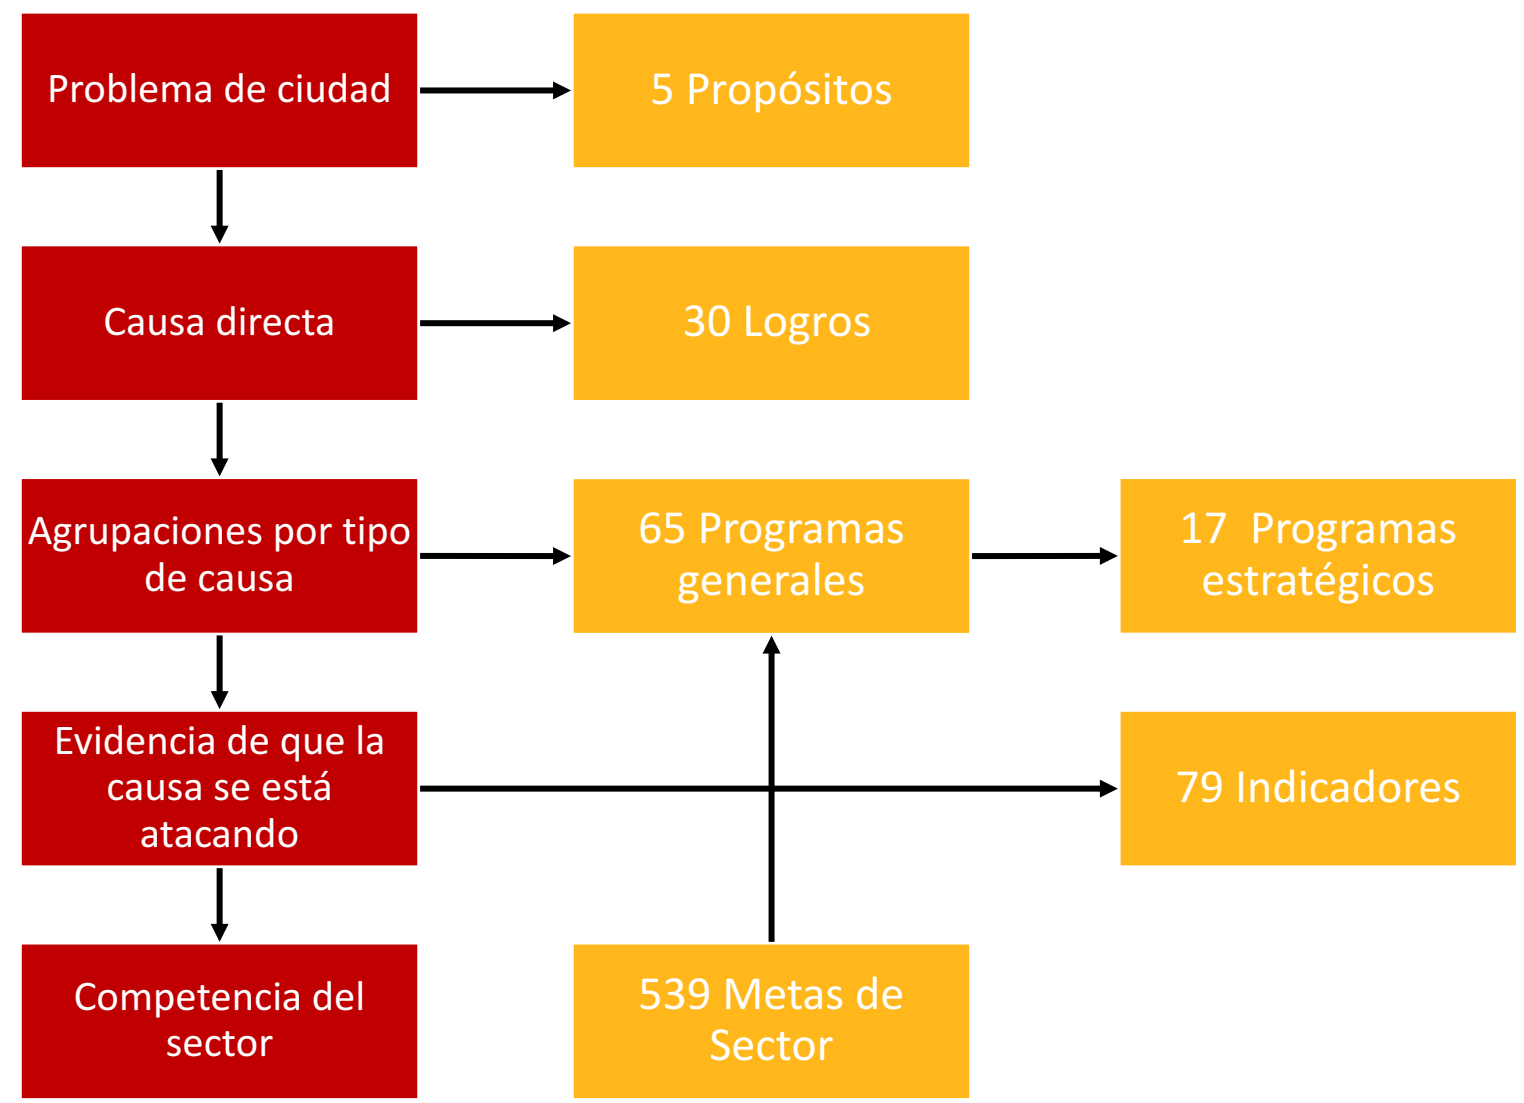 Problema de ciudad
5 Propósitos
Causa directa
30 Logros
Agrupaciones por tipo
de causa
65 Programas
generales
17 Programas
estratégicos
Evidencia de que la
causa se está
atacando
79 Indicadores
Competencia del
sector
539 Metas de
Sector